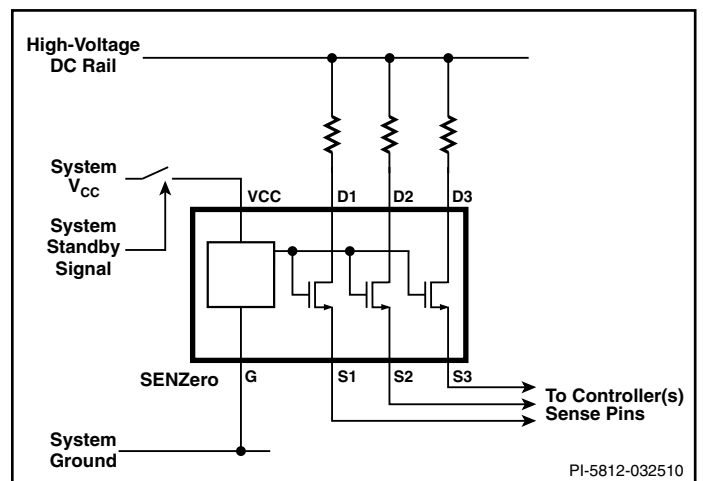 High-Voltage
DC Rail
System
VCC
VCC
D1
D2
D3
System
Standby
Signal
SENZero
G
S1
S2
S3
To Controller(s)
Sense Pins
System
Ground
PI-5812-032510